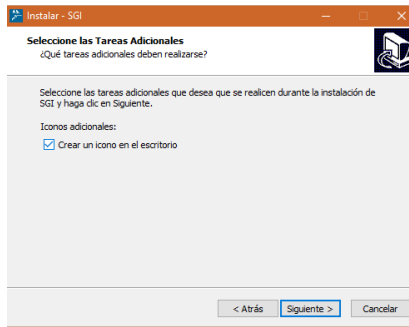 Instalar - SGI
Seleccione las Tareas Adicionales
¿Qué tareas adicionales deben realizarse?
Seleccione las tareas adicionales que desea que se realicen durante la instalación de
SGI y haga clic en Siguiente.
Iconos adicionales:
Crear un icono en el escritorio
< Atrás Siguiente > Cancelar